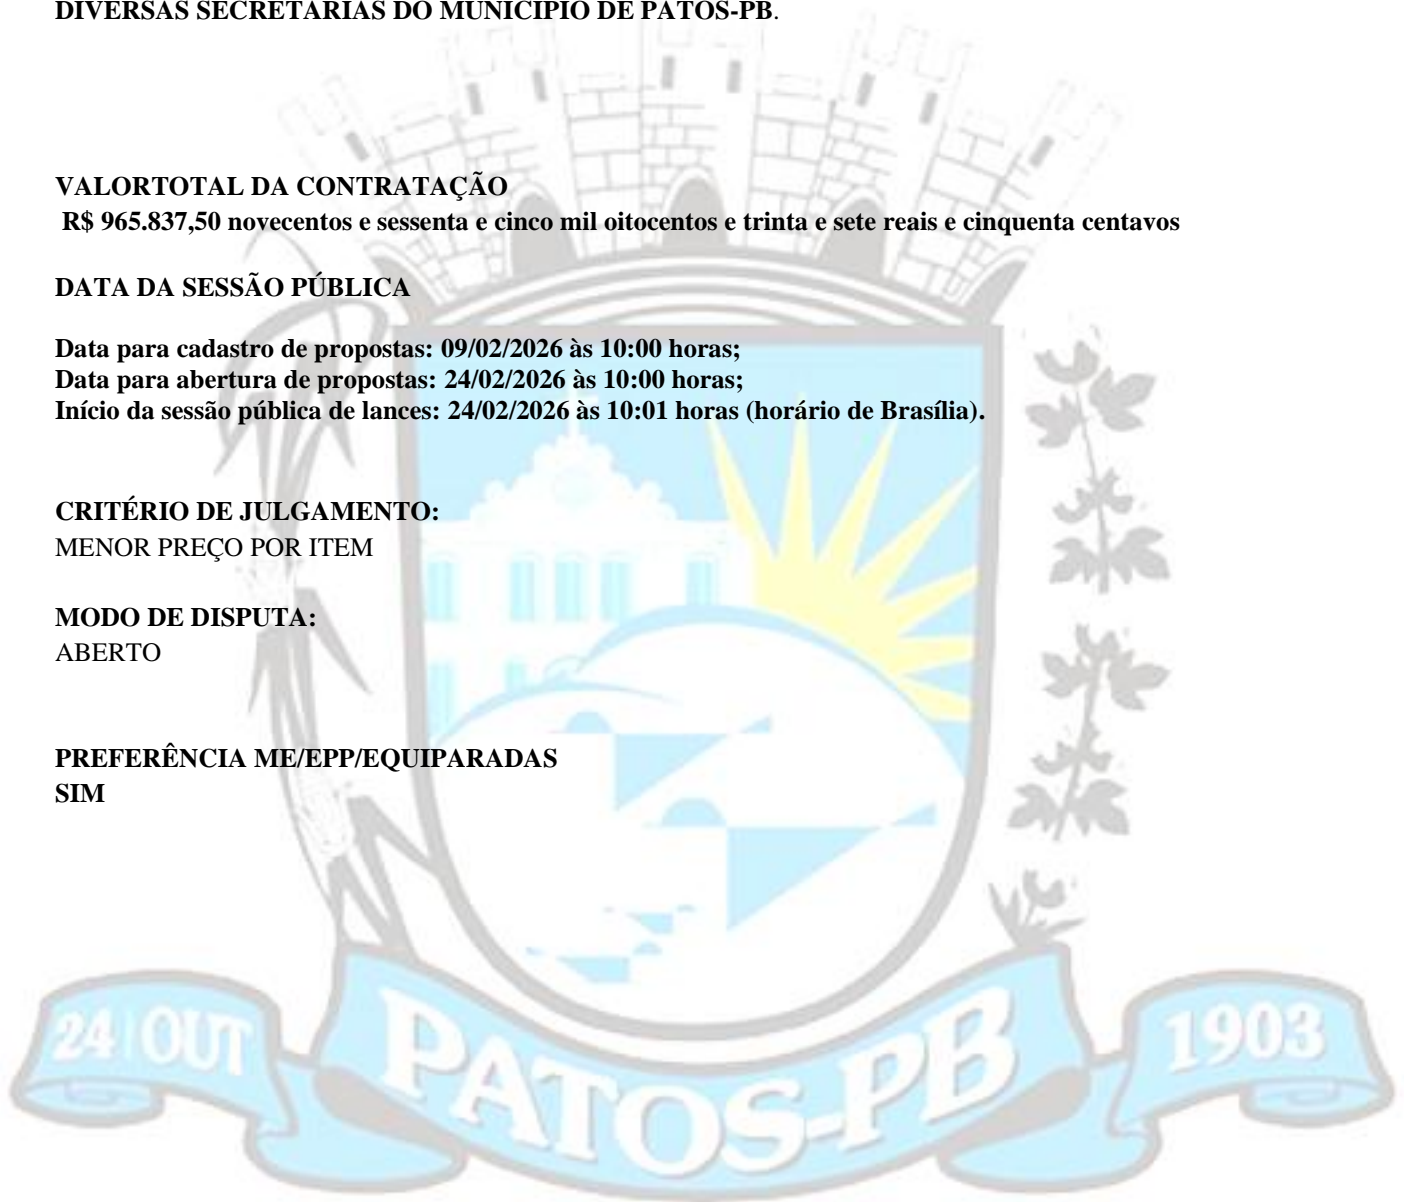 DIVERSAS SECRETARIAS DO MUNICÍPIO DE PATOS-PB.
VALORTOTAL DA CONTRATAÇÃO
R$ 965.837,50 novecentos e sessenta e cinco mil oitocentos e trinta e sete reais e cinquenta centavos
DATA DA SESSÃO PÚBLICA
Data para cadastro de propostas: 09/02/2026 às 10:00 horas;
Data para abertura de propostas: 24/02/2026 às 10:00 horas;
Início da sessão pública de lances: 24/02/2026 às 10:01 horas (horário de Brasília).
CRITÉRIO DE JULGAMENTO:
MENOR PREÇO POR ITEM
MODO DE DISPUTA:
ABERTO
PREFERÊNCIA ME/EPP/EQUIPARADAS
SIM
24 OUT
PATOS-PB
1903